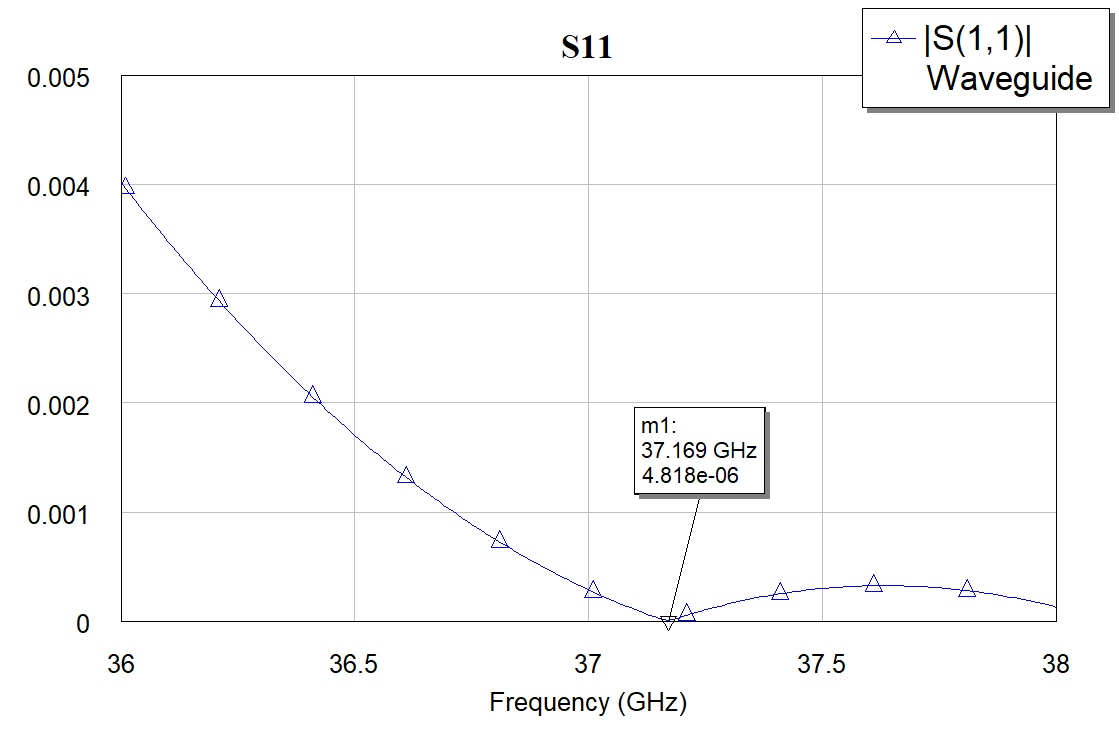 S11
|S(1,1)|
Waveguide
0.005
0.004
0.003
0.002
0.001
0
m1:
37.169 GHz
4.818e-06
36
36.5
37
37.5
38
Frequency (GHz)